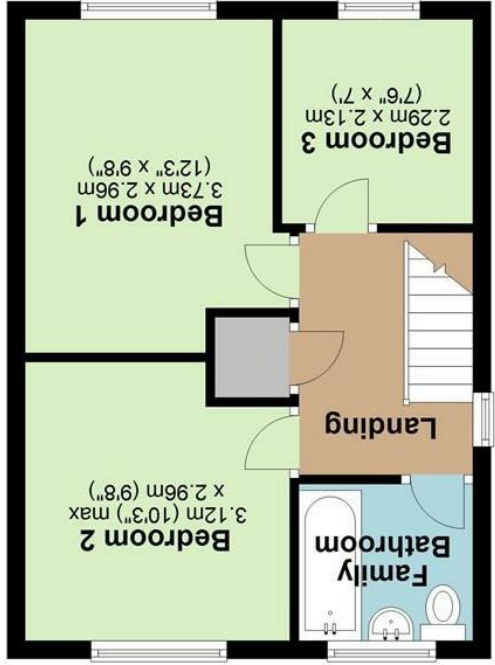 Family
Bathroom
Bedroom 2
3.12m (10'3") max
x 2.96m (9'8")
Landing
Bedroom 1
3.73m x 2.96m
(12'3" x 9'8")
Bedroom 3
2.29m x 2.13m
(7'6" x 7')